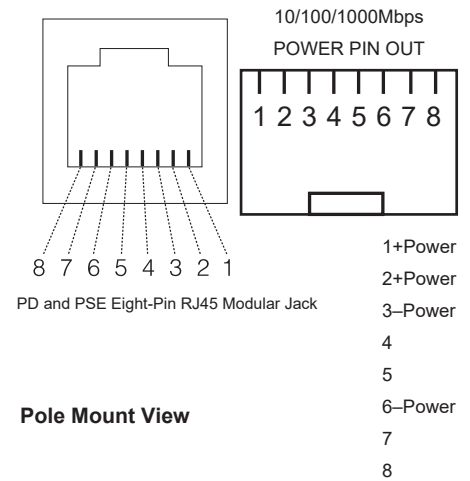 10/100/1000Mbps
POWER PIN OUT
1 2 3 4 5 6 7 8
8 7 6 5 4 3 2 1
PD and PSE Eight-Pin RJ45 Modular Jack
1+Power
2+Power
3–Power
4
5
6–Power
7
8
Pole Mount View